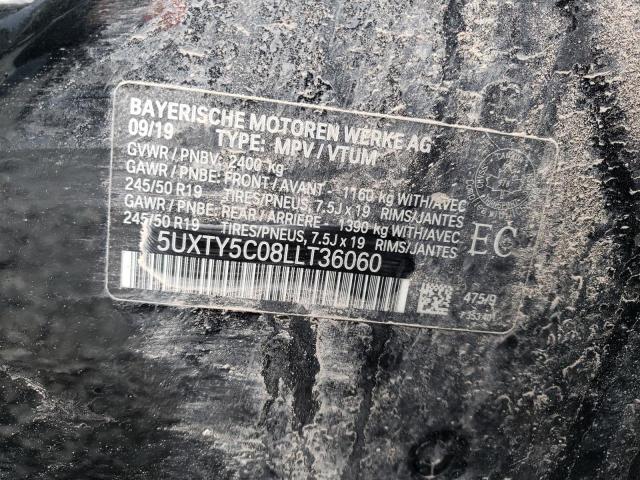 BAYERISCHE MOTOREN WERKE AG
09/19 TYPE: MPV / VTUM
GVWR / PNBV: 2400 kg
GAWR / PNBE: FRONT / AVANT - 1160 kg WITH/AVEC
245/50 R19 TIRES/PNEUS, 7.5J x 19 RIMS/JANTES
GAWR / PNBE: REAR / ARRIERE - 1390 kg WITH/AVEC
245/50 R19 TIRES/PNEUS, 7.5J x 19 RIMS/JANTES
5UXTY5C08LLT36060
EC
475/9